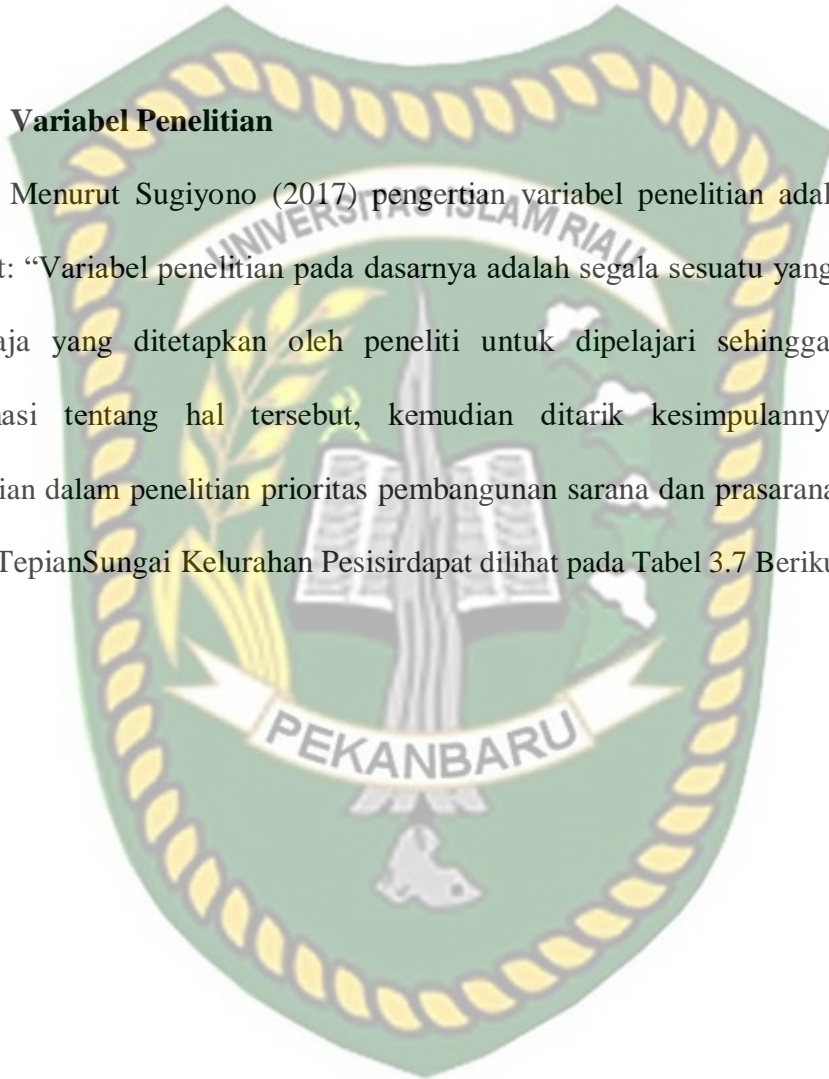 Variabel Penelitian
Menurut Sugiyono (2017) pengertian variabel penelitian adal
t: “Variabel penelitian pada dasarnya adalah segala sesuatu yang
aja yang ditetapkan oleh peneliti untuk dipelajari sehingga
nasi tentang hal tersebut, kemudian ditarik kesimpulanny
ian dalam penelitian prioritas pembangunan sarana dan prasarana
TepianSungai Kelurahan Pesisirdapat dilihat pada Tabel 3.7 Beriku
UNIVERSITAS ISLAM RIAU
PEKANBARU